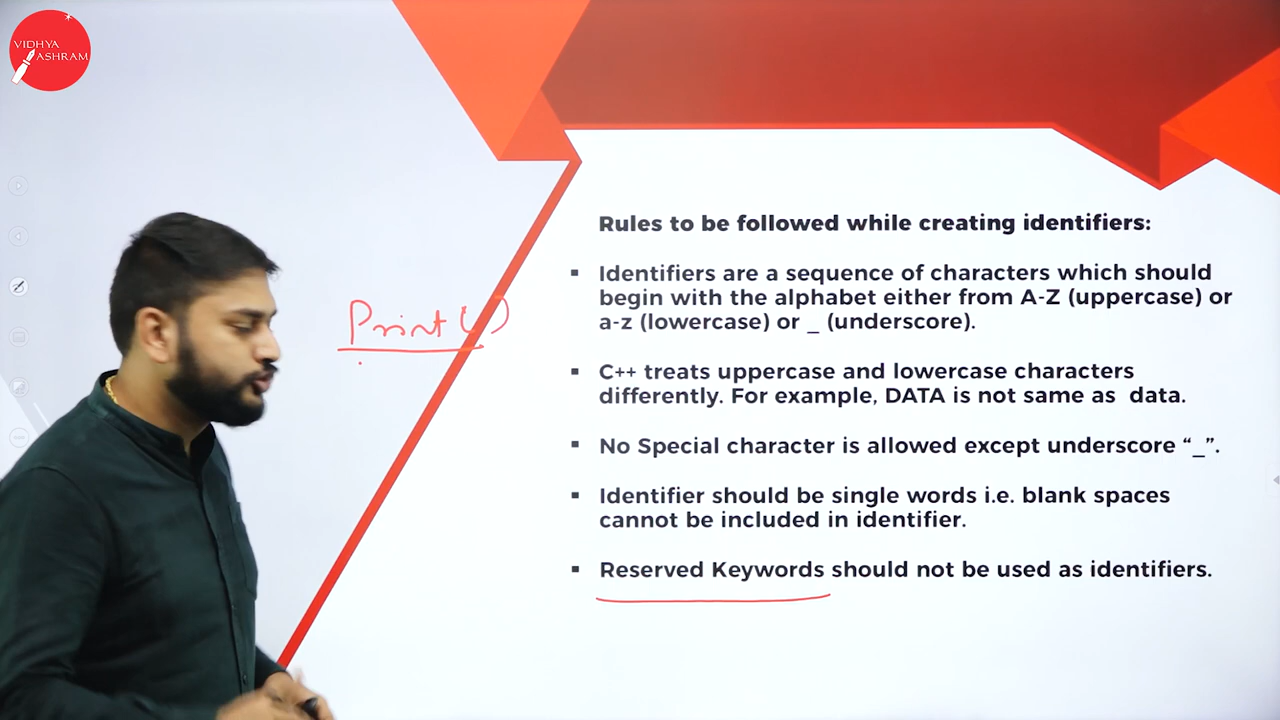 VIDHYA
ASHRAM
Print( )
Rules to be followed while creating identifiers:
▪ Identifiers are a sequence of characters which should
begin with the alphabet either from A-Z (uppercase) or
a-z (lowercase) or _ (underscore).
▪ C++ treats uppercase and lowercase characters
differently. For example, DATA is not same as data.
▪ No Special character is allowed except underscore “_”.
▪ Identifier should be single words i.e. blank spaces
cannot be included in identifier.
▪ Reserved Keywords should not be used as identifiers.